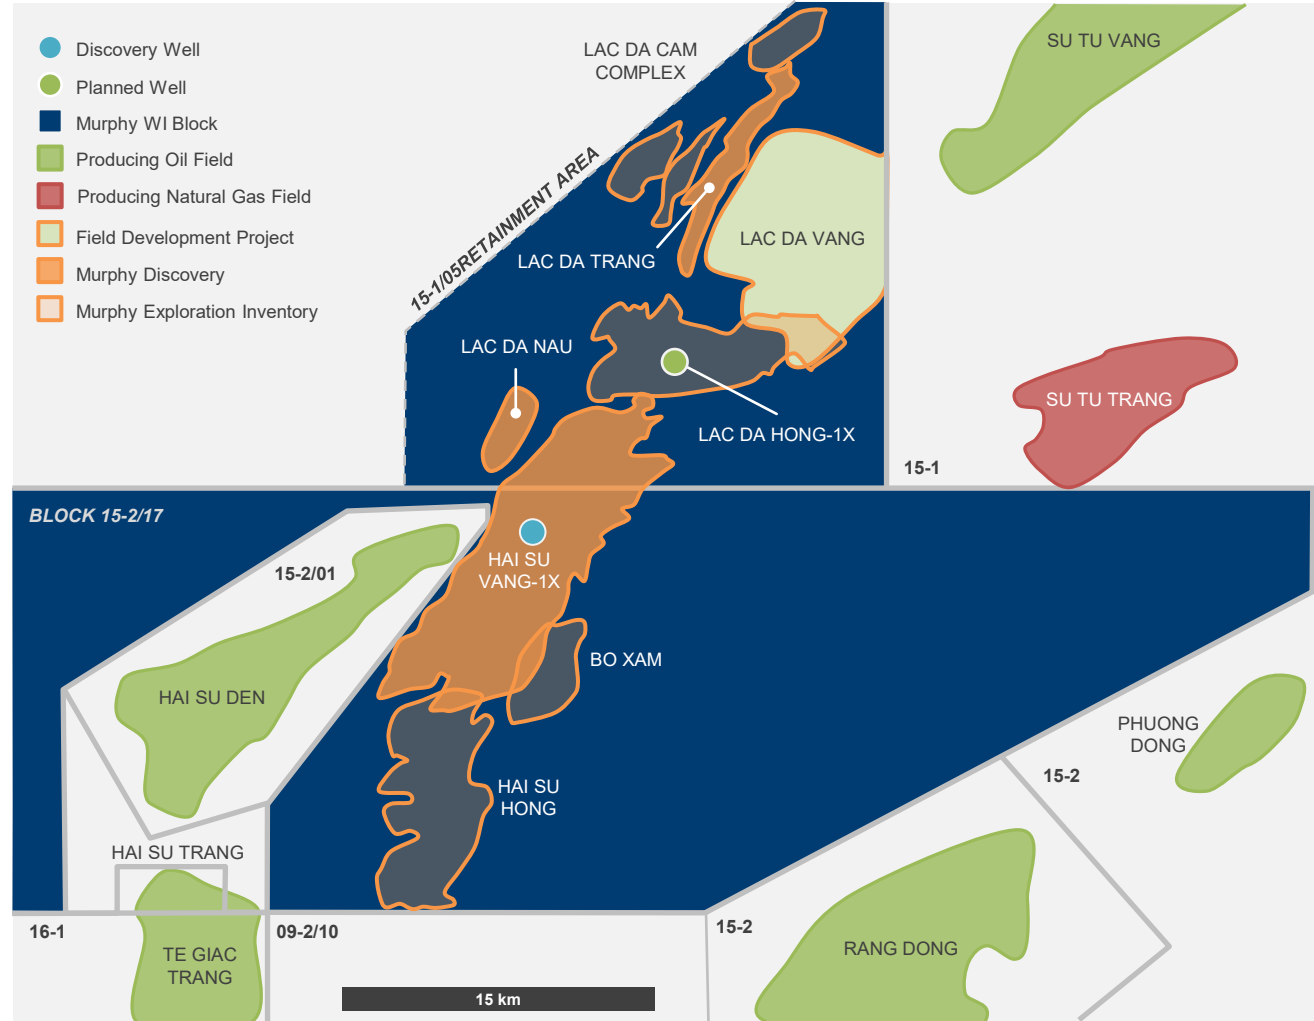 Discovery Well
Planned Well
Murphy WI Block
Producing Oil Field
Producing Natural Gas Field
Field Development Project
Murphy Discovery
Murphy Exploration Inventory
LAC DA CAM
COMPLEX
SU TU VANG
15-1/05RETAINMENT AREA
LAC DA VANG
LAC DA TRANG
LAC DA NAU
SU TU TRANG
LAC DA HONG-1X
15-1
BLOCK 15-2/17
15-2/01
HAI SU
VANG-1X
BO XAM
HAI SU DEN
PHUONG
DONG
15-2
HAI SU
HONG
HAI SU TRANG
16-1
09-2/10
15-2
TE GIAC
TRANG
RANG DONG
15 km